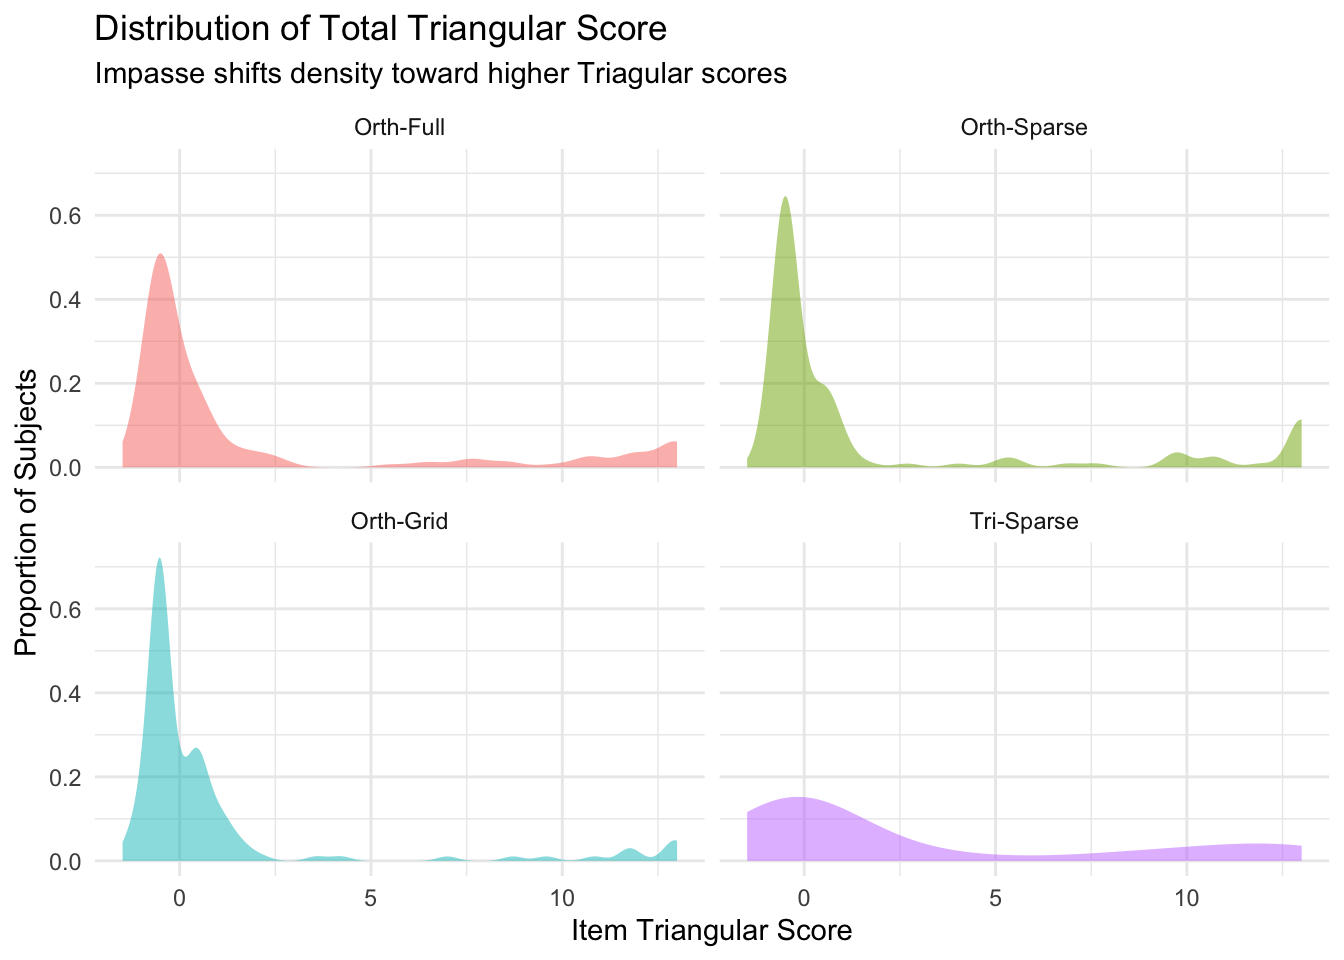 Distribution of Total Triangular Score
Impasse shifts density toward higher Triagular scores
Orth-Full
Orth-Sparse
0.6
0.4
0.2
0.0
Orth-Grid
Tri-Sparse
0.6
0.4
0.2
0.0
0 5 10
0 5 10
Item Triangular Score
Proportion of Subjects